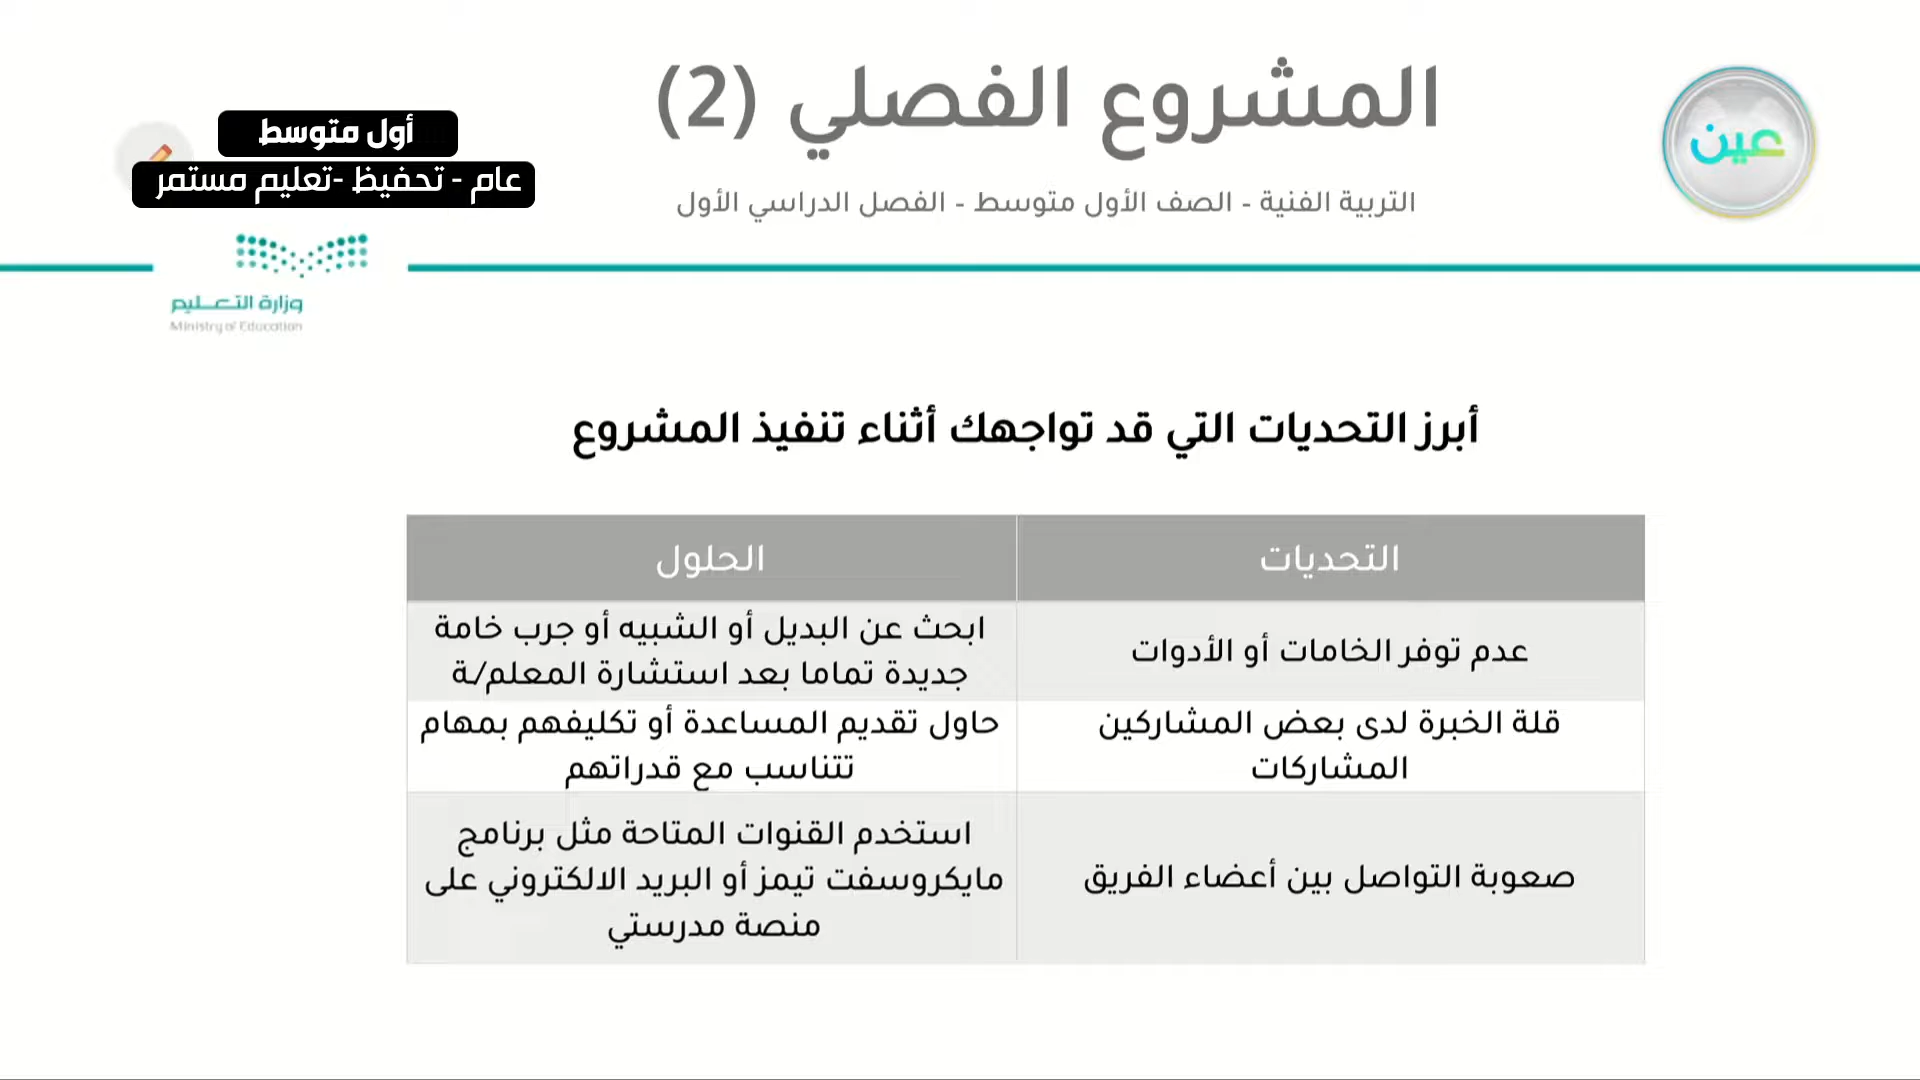 المشروع الفصلي (2)
عين
أول متوسط
عام - تحفيظ -تعليم مستمر
التربية الفنية - الصف الأول متوسط - الفصل الدراسي الأول
وزارة التعـــليم
Ministry of Education
أبرز التحديات التي قد تواجهك أثناء تنفيذ المشروع
التحديات
الحلول
عدم توفر الخامات أو الأدوات
ابحث عن البديل أو الشبيه أو جرب خامة
جديدة تماما بعد استشارة المعلم/ـة
قلة الخبرة لدى بعض المشاركين
المشاركات
حاول تقديم المساعدة أو تكليفهم بمهام
تتناسب مع قدراتهم
صعوبة التواصل بين أعضاء الفريق
استخدم القنوات المتاحة مثل برنامج
مايكروسفت تيمز أو البريد الالكتروني على
منصة مدرستي